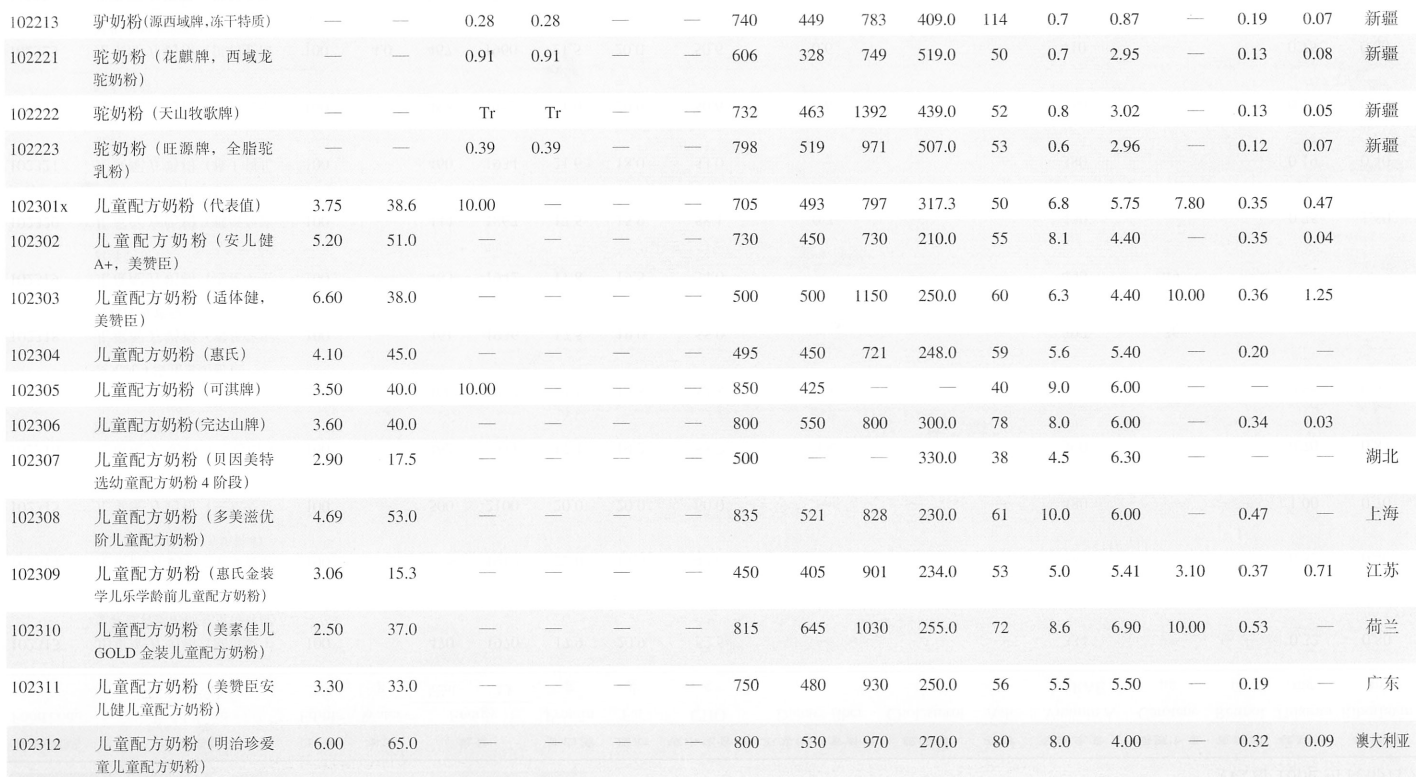 102213 驴奶粉(源西域牌,冻干特质) — — 0.28 0.28 — — 740 449 783 409.0 114 0.7 0.87 — 0.19 0.07 新疆
102221 驼奶粉（花麒牌，西域龙 — — 0.91 0.91 — — 606 328 749 519.0 50 0.7 2.95 — 0.13 0.08 新疆
驼奶粉）
102222 驼奶粉（天山牧歌牌） — — Tr Tr — — 732 463 1392 439.0 52 0.8 3.02 — 0.13 0.05 新疆
102223 驼奶粉（旺源牌，全脂驼 — — 0.39 0.39 — — 798 519 971 507.0 53 0.6 2.96 — 0.12 0.07 新疆
乳粉）
102301x 儿童配方奶粉（代表值） 3.75 38.6 10.00 — — — 705 493 797 317.3 50 6.8 5.75 7.80 0.35 0.47
102302 儿童配方奶粉（安儿健 5.20 51.0 — — — — 730 450 730 210.0 55 8.1 4.40 — 0.35 0.04
A+，美赞臣）
102303 儿童配方奶粉（适体健， 6.60 38.0 — — — — 500 500 1150 250.0 60 6.3 4.40 10.00 0.36 1.25
美赞臣）
102304 儿童配方奶粉（惠氏） 4.10 45.0 — — — — 495 450 721 248.0 59 5.6 5.40 — 0.20 —
102305 儿童配方奶粉（可淇牌） 3.50 40.0 10.00 — — — 850 425 — — 40 9.0 6.00 — — —
102306 儿童配方奶粉(完达山牌) 3.60 40.0 — — — — 800 550 800 300.0 78 8.0 6.00 — 0.34 0.03
102307 儿童配方奶粉（贝因美特 2.90 17.5 — — — — 500 — — 330.0 38 4.5 6.30 — — — 湖北
选幼童配方奶粉 4 阶段）
102308 儿童配方奶粉（多美滋优 4.69 53.0 — — — — 835 521 828 230.0 61 10.0 6.00 — 0.47 — 上海
阶儿童配方奶粉）
102309 儿童配方奶粉（惠氏金装 3.06 15.3 — — — — 450 405 901 234.0 53 5.0 5.41 3.10 0.37 0.71 江苏
学儿乐学龄前儿童配方奶粉）
102310 儿童配方奶粉（美素佳儿 2.50 37.0 — — — — 815 645 1030 255.0 72 8.6 6.90 10.00 0.53 — 荷兰
GOLD 金装儿童配方奶粉）
102311 儿童配方奶粉（美赞臣安 3.30 33.0 — — — — 750 480 930 250.0 56 5.5 5.50 — 0.19 — 广东
儿健儿童配方奶粉）
102312 儿童配方奶粉（明治珍爱 6.00 65.0 — — — — 800 530 970 270.0 80 8.0 4.00 — 0.32 0.09 澳大利亚
童儿童配方奶粉）